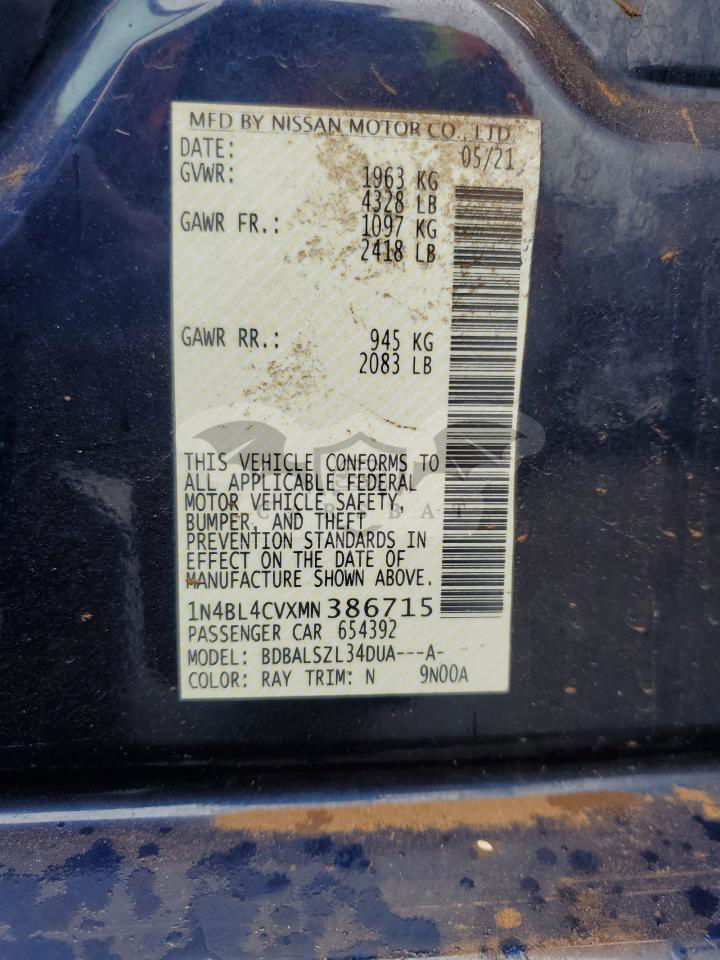 MFD BY NISSAN MOTOR CO., LTD
DATE: 05/21
GVWR: 1963 KG
4328 LB
GAWR FR.: 1097 KG
2418 LB
GAWR RR.: 945 KG
2083 LB
THIS VEHICLE CONFORMS TO
ALL APPLICABLE FEDERAL
MOTOR VEHICLE SAFETY,
BUMPER, AND THEFT
PREVENTION STANDARDS IN
EFFECT ON THE DATE OF
MANUFACTURE SHOWN ABOVE.
1N4BL4CVXMN386715
PASSENGER CAR 654392
MODEL: BDBALSZL34DUA---A-
COLOR: RAY TRIM: N 9N00A